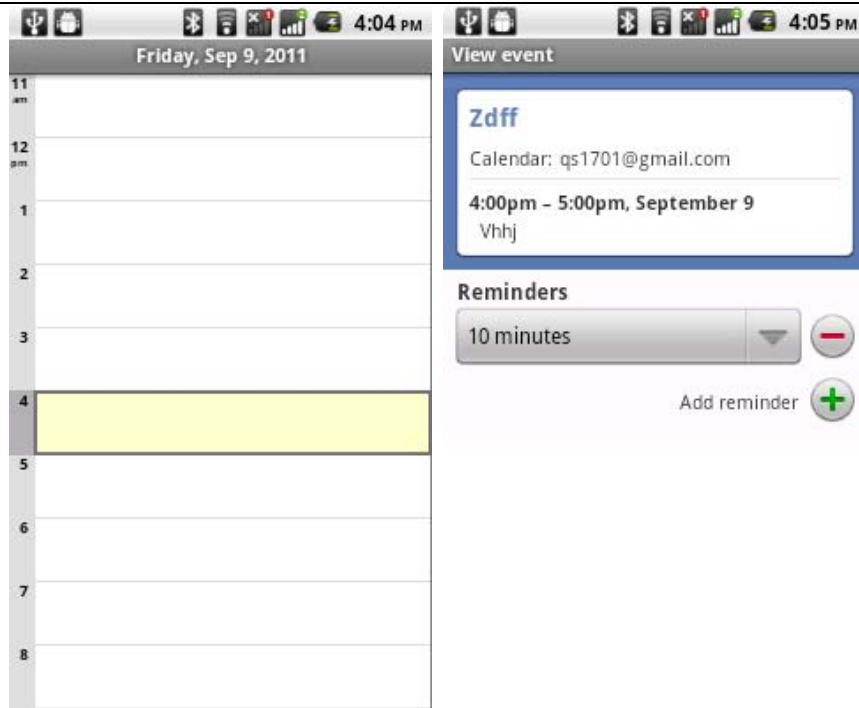 4:04 PM
Friday, Sep 9, 2011
11
am
12
pm
1
2
3
4
5
6
7
8
4:05 PM
View event
Zdff
Calendar: qs1701@gmail.com
4:00pm – 5:00pm, September 9
Vhhj
Reminders
10 minutes
Add reminder